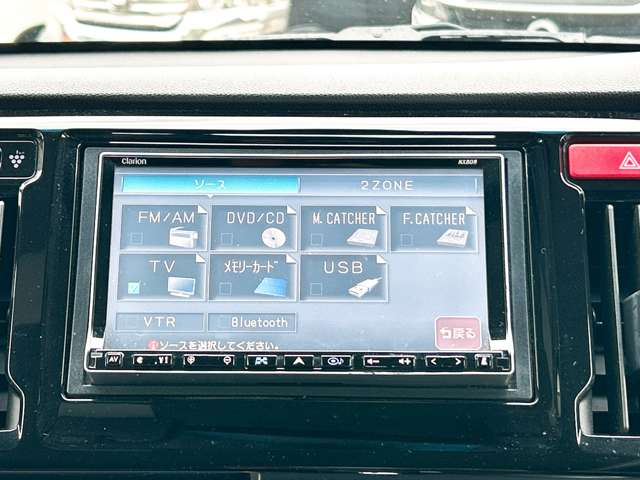 Clarion NX809
ソース 2ZONE
FM/AM DVD/CD M.CATCHER F.CATCHER
TV ﾒﾓﾘｰｶｰﾄﾞ USB
VTR Bluetooth
ソースを選択してください。 戻る
AV